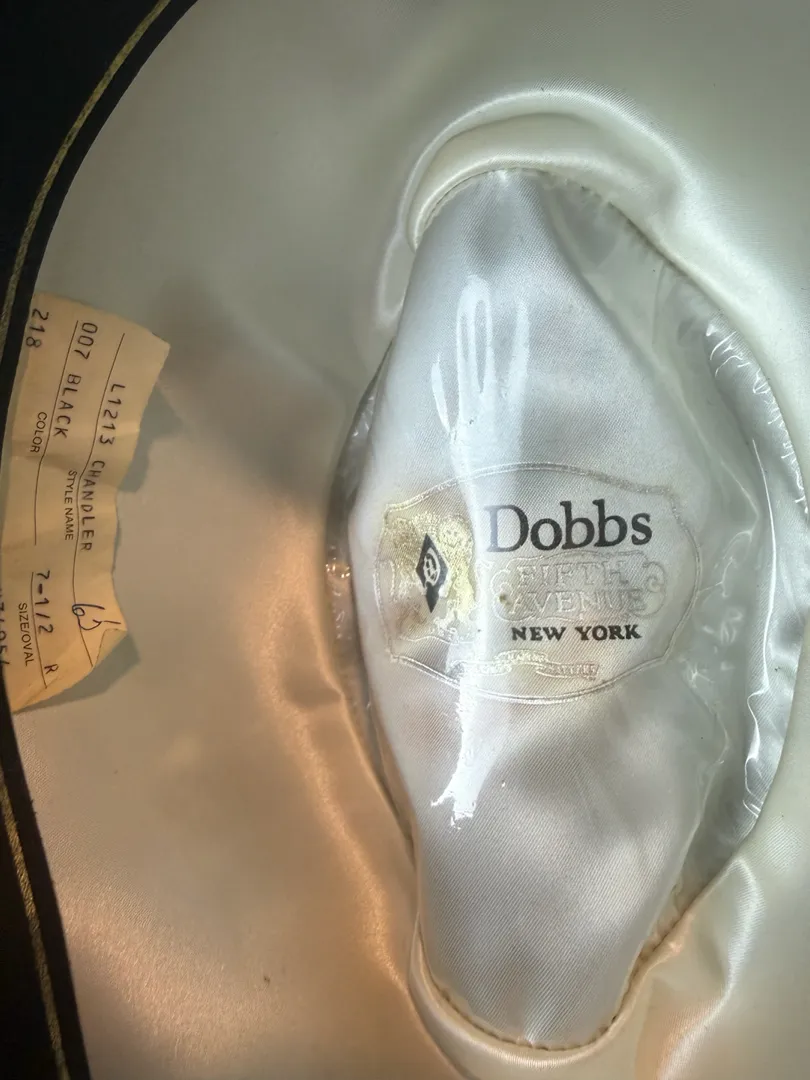 L1213 CHANDLER
STYLE NAME
007 BLACK
COLOR
218
7-1/2 R
SIZE/OVAL
Dobbs
FIFTH
AVENUE
NEW YORK